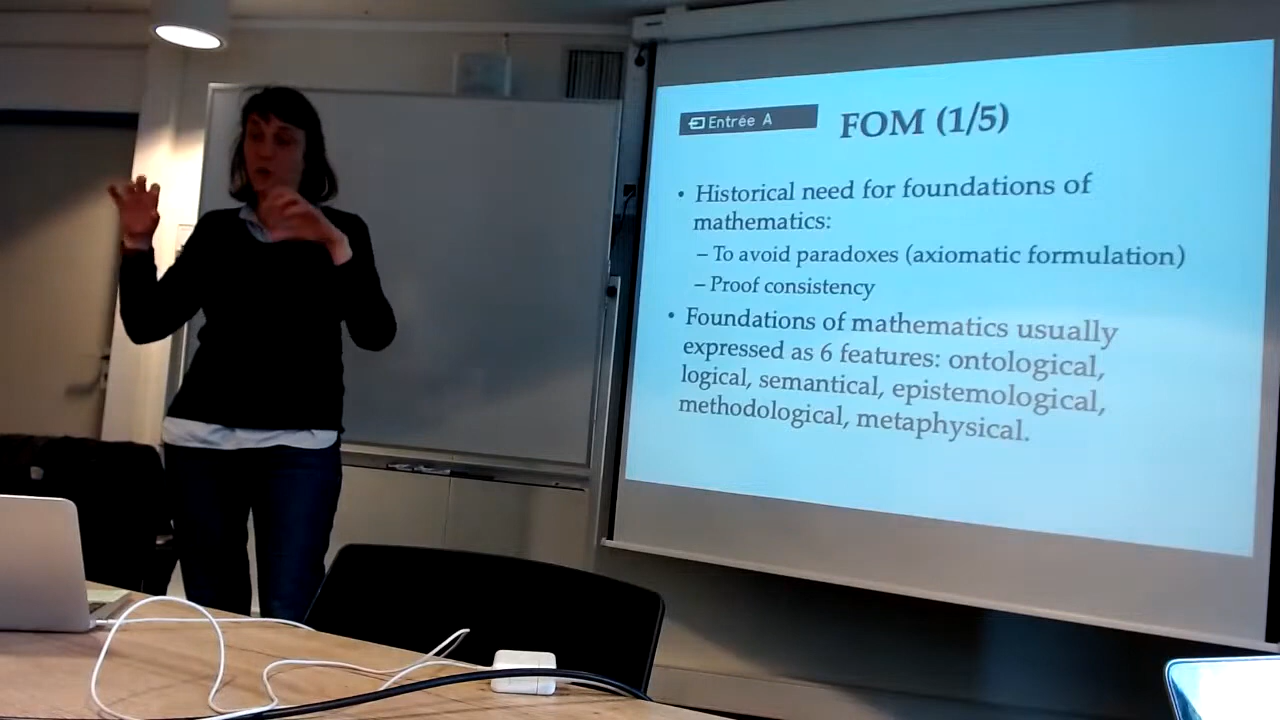 Entrée A
FOM (1/5)
• Historical need for foundations of
mathematics:
– To avoid paradoxes (axiomatic formulation)
– Proof consistency
• Foundations of mathematics usually
expressed as 6 features: ontological,
logical, semantical, epistemological,
methodological, metaphysical.